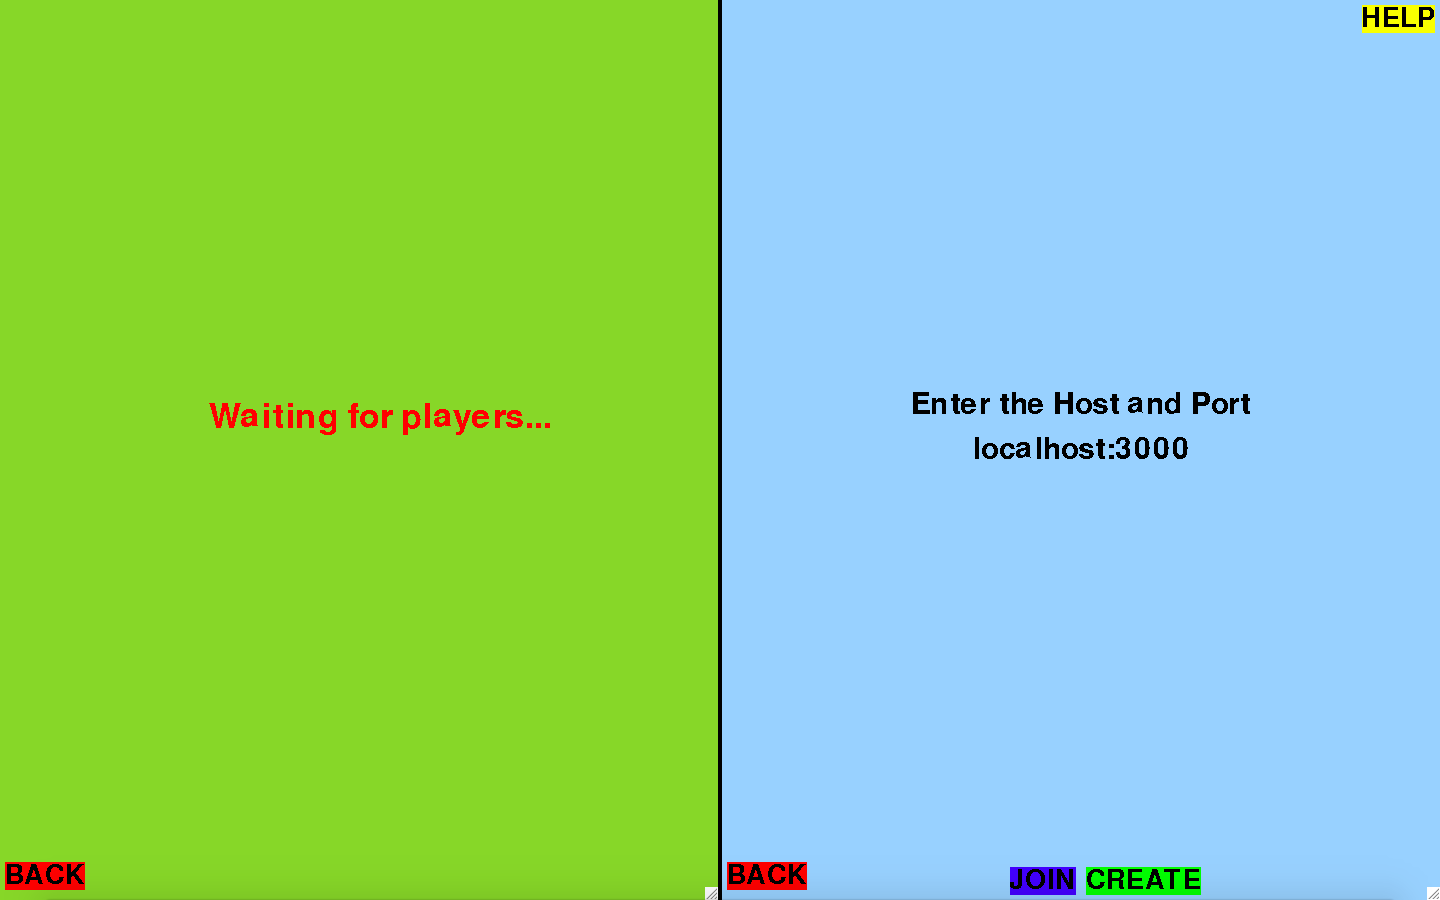 Waiting for players...
BACK
HELP
Enter the Host and Port
localhost:3000
BACK
JOIN
CREATE